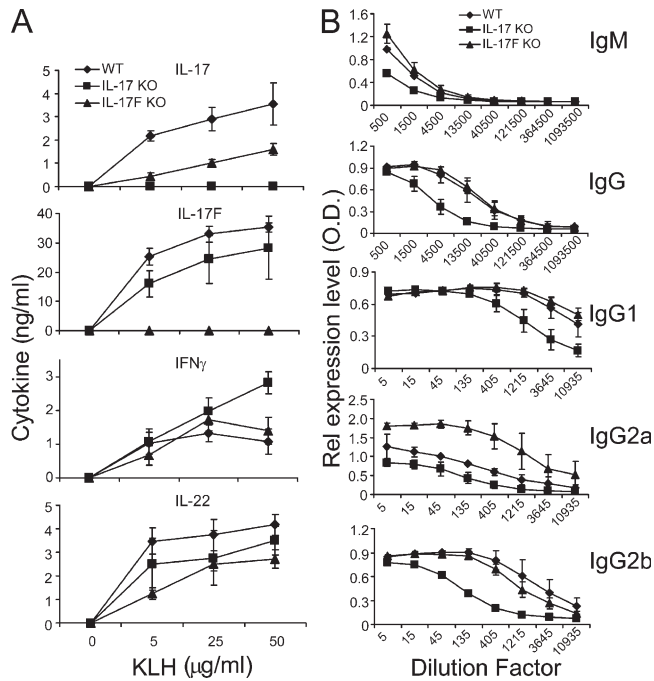 A
WT
IL-17 KO
IL-17F KO
IL-17
5
4
3
2
1
0
IL-17F
40
30
20
10
0
IFNγ
3
2
1
0
IL-22
5
4
3
2
1
0
0 5 25 50
KLH (μg/ml)
Cytokine (ng/ml)
B
WT
IL-17 KO
IL-17F KO
IgM
1.6
1.2
0.8
0.4
0
500 1500 4500 13500 40500 121500 364500 1093500
IgG
1.2
0.9
0.6
0.3
0
500 1500 4500 13500 40500 121500 364500 1093500
IgG1
0.9
0.6
0.3
0
5 15 45 135 405 1215 3645 10935
IgG2a
2.5
2.0
1.5
1.0
0.5
0
5 15 45 135 405 1215 3645 10935
IgG2b
1.2
0.9
0.6
0.3
0
5 15 45 135 405 1215 3645 10935
Dilution Factor
Rel expression level (O.D.)